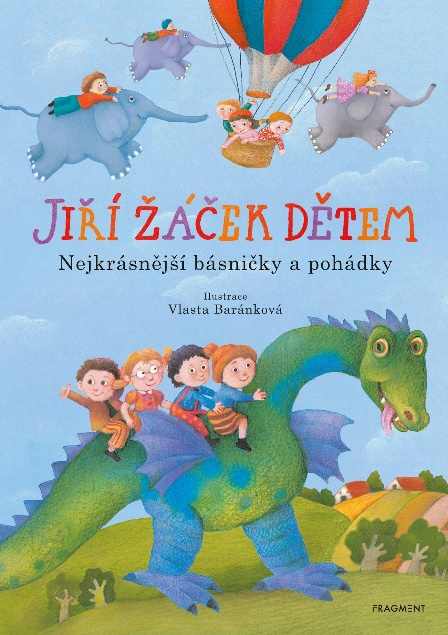 JIŘÍ ŽÁČEK DĚTEM
Nejkrásnější básničky a pohádky
Ilustrace
Vlasta Baránková
FRAGMENT